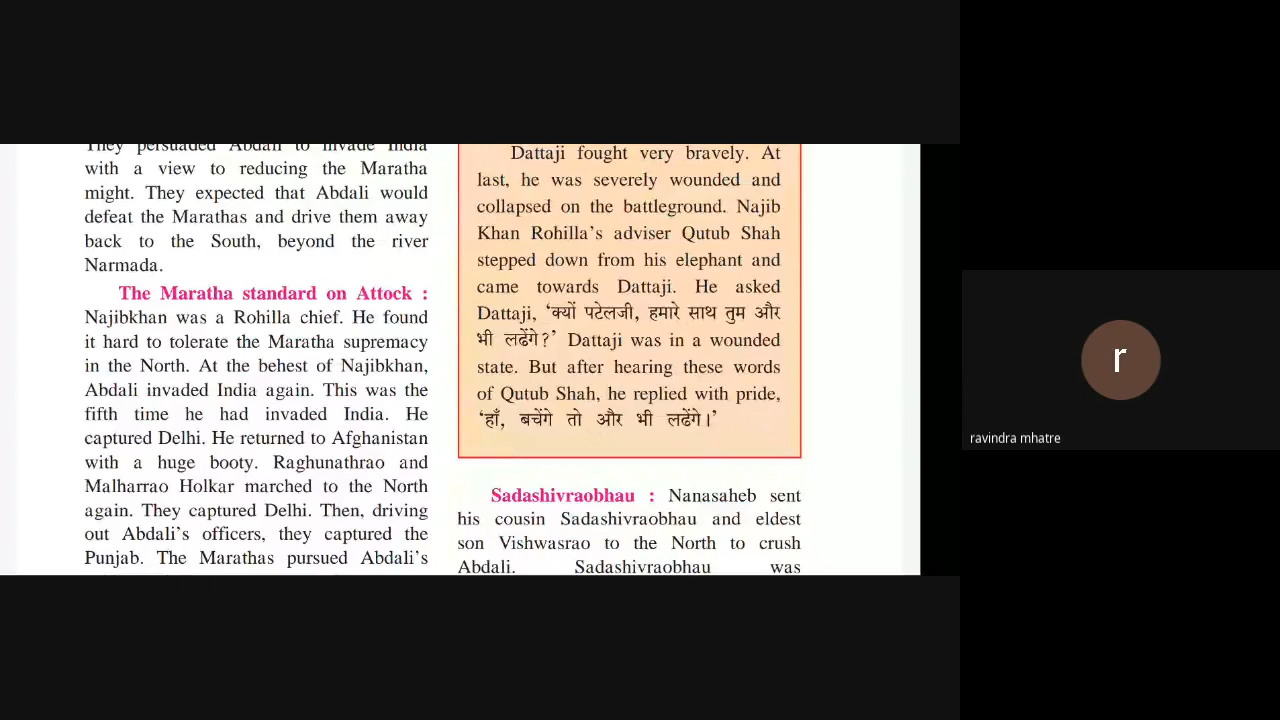 They persuaded Abdali to invade India
with a view to reducing the Maratha
might. They expected that Abdali would
defeat the Marathas and drive them away
back to the South, beyond the river
Narmada.
The Maratha standard on Attock :
Najibkhan was a Rohilla chief. He found
it hard to tolerate the Maratha supremacy
in the North. At the behest of Najibkhan,
Abdali invaded India again. This was the
fifth time he had invaded India. He
captured Delhi. He returned to Afghanistan
with a huge booty. Raghunathrao and
Malharrao Holkar marched to the North
again. They captured Delhi. Then, driving
out Abdali's officers, they captured the
Punjab. The Marathas pursued Abdali's
Dattaji fought very bravely. At
last, he was severely wounded and
collapsed on the battleground. Najib
Khan Rohilla's adviser Qutub Shah
stepped down from his elephant and
came towards Dattaji. He asked
Dattaji, 'क्यों पटेलजी, हमारे साथ तुम और
भी लढेंगे?' Dattaji was in a wounded
state. But after hearing these words
of Qutub Shah, he replied with pride,
'हाँ, बचेंगे तो और भी लढेंगे।'
Sadashivraobhau : Nanasaheb sent
his cousin Sadashivraobhau and eldest
son Vishwasrao to the North to crush
Abdali. Sadashivraobhau was
r
ravindra mhatre